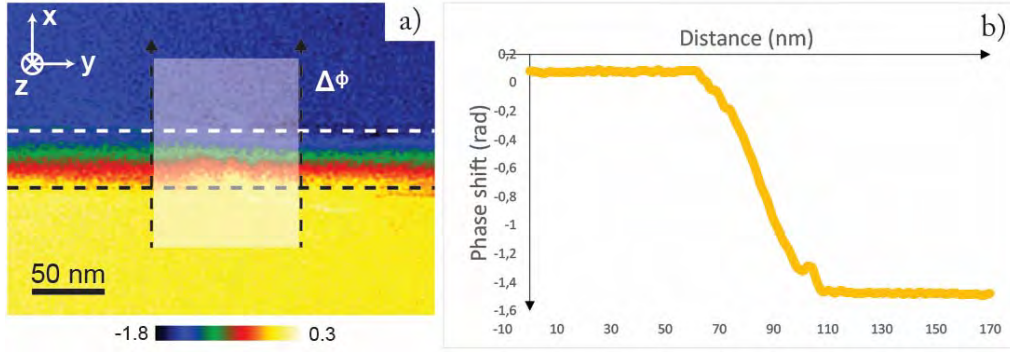 a)
x
y
z
Δϕ
50 nm
-1.8
0.3
b)
Distance (nm)
Phase shift (rad)
0,2
0
-0,2
-0,4
-0,6
-0,8
-1
-1,2
-1,4
-1,6
-10
10
30
50
70
90
110
130
150
170